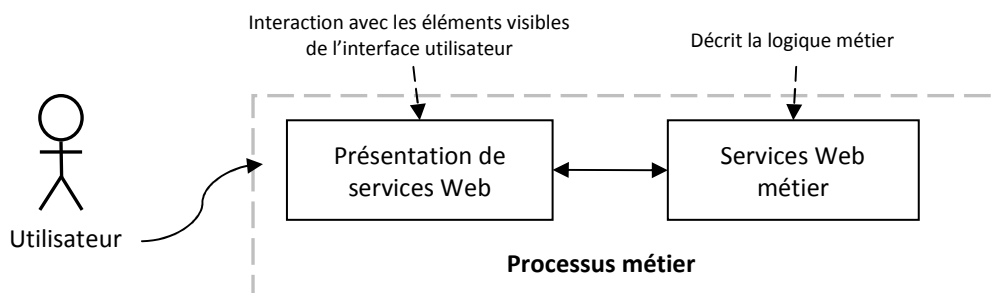 Interaction avec les éléments visibles
de l’interface utilisateur
Décrit la logique métier
Présentation de
services Web
Services Web
métier
Utilisateur
Processus métier